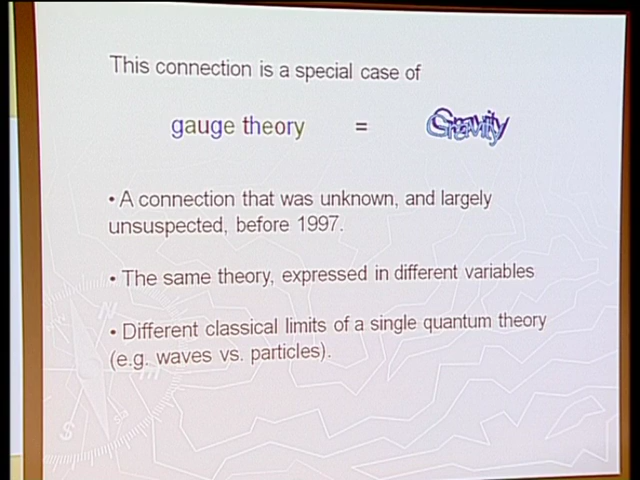 This connection is a special case of
gauge theory = Gravity
• A connection that was unknown, and largely
unsuspected, before 1997.
• The same theory, expressed in different variables
• Different classical limits of a single quantum theory
(e.g. waves vs. particles).
N
S